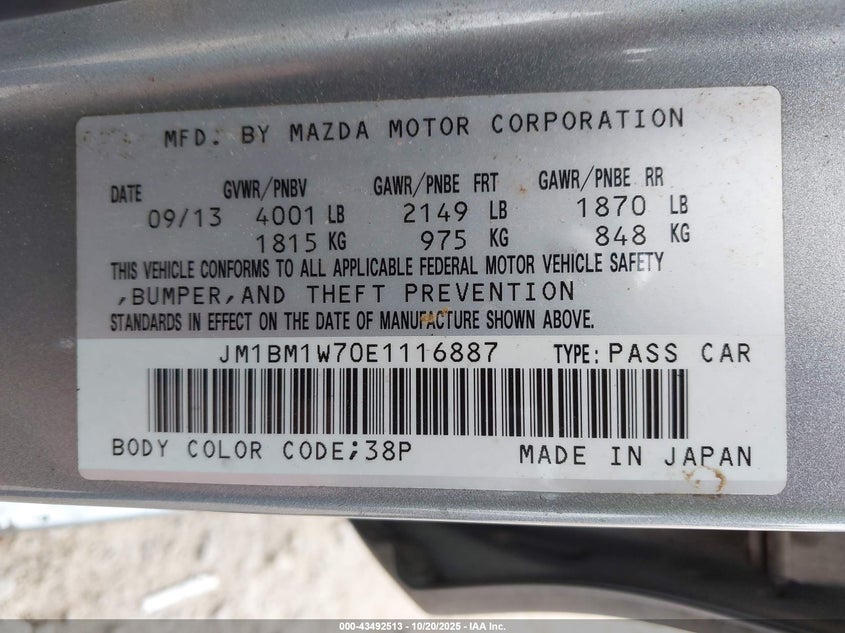 MFD. BY MAZDA MOTOR CORPORATION
DATE GVWR/PNBV GAWR/PNBE FRT GAWR/PNBE RR
09/13 4001 LB 2149 LB 1870 LB
1815 KG 975 KG 848 KG
THIS VEHICLE CONFORMS TO ALL APPLICABLE FEDERAL MOTOR VEHICLE SAFETY
,BUMPER,AND THEFT PREVENTION
STANDARDS IN EFFECT ON THE DATE OF MANUFACTURE SHOWN ABOVE.
JM1BM1W70E1116887 TYPE: PASS CAR
BODY COLOR CODE;38P MADE IN JAPAN
000-43492513 - 10/20/2025 - IAA Inc.